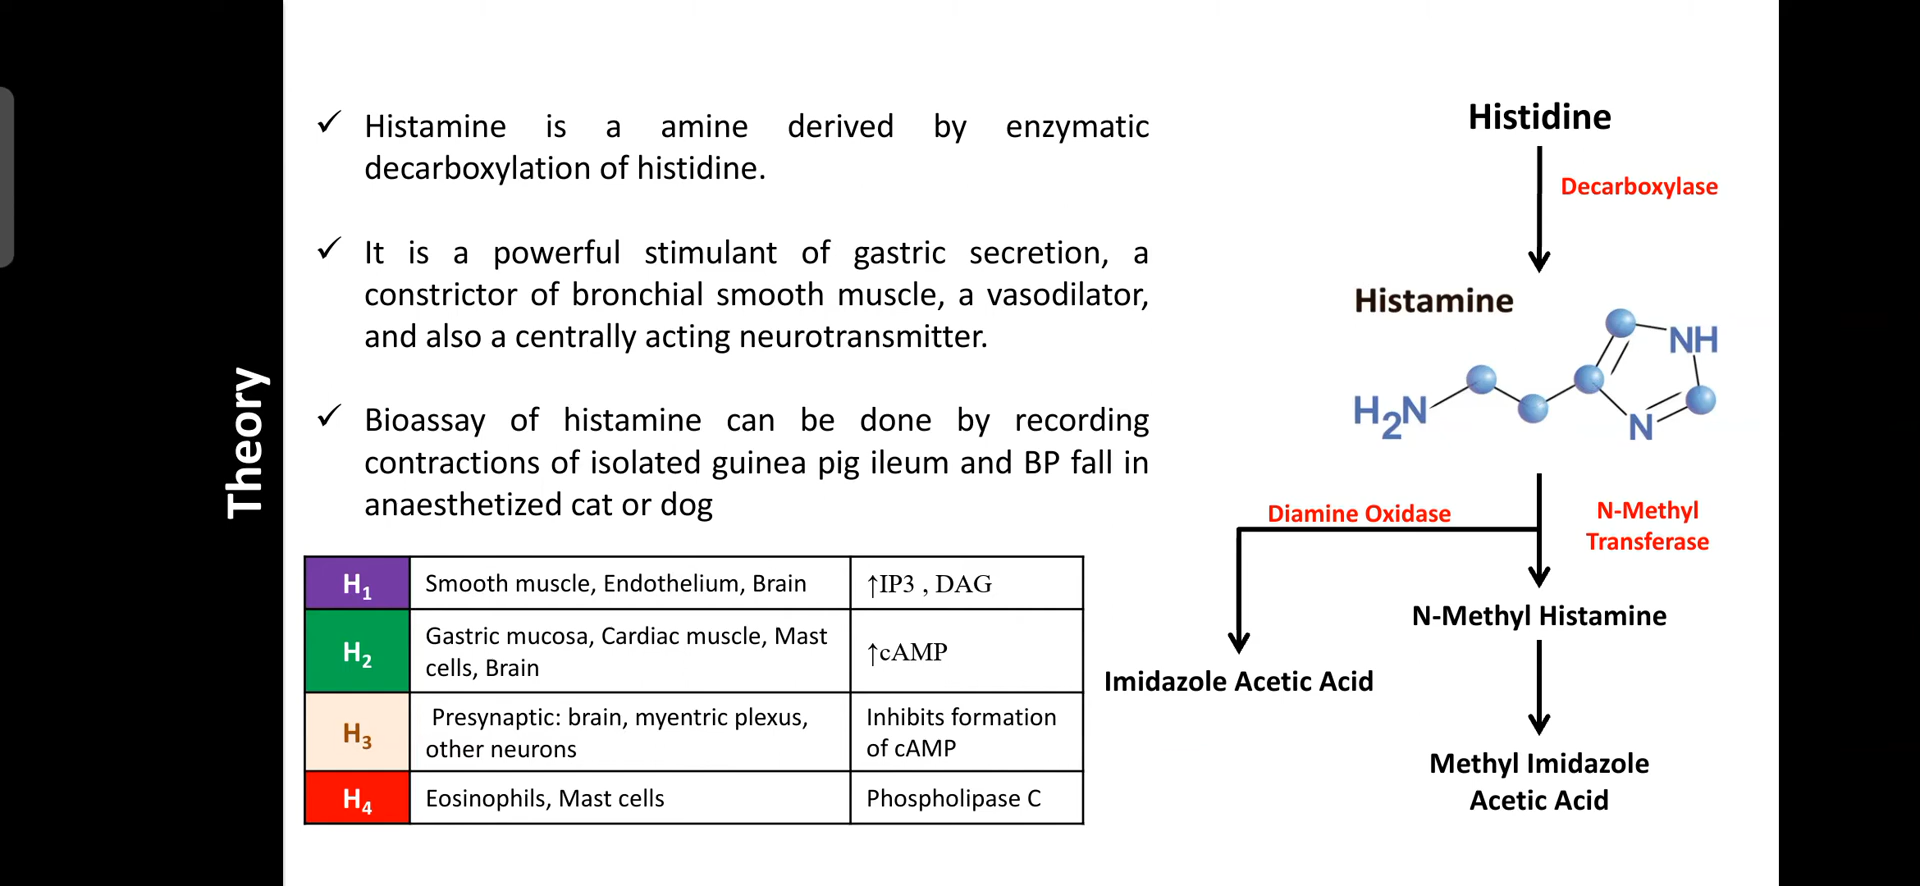 Theory
✓ Histamine is a amine derived by enzymatic
decarboxylation of histidine.
✓ It is a powerful stimulant of gastric secretion, a
constrictor of bronchial smooth muscle, a vasodilator,
and also a centrally acting neurotransmitter.
✓ Bioassay of histamine can be done by recording
contractions of isolated guinea pig ileum and BP fall in
anaesthetized cat or dog
H₁ Smooth muscle, Endothelium, Brain ↑IP3 , DAG
H₂ Gastric mucosa, Cardiac muscle, Mast
cells, Brain
↑cAMP
H₃ Presynaptic: brain, myentric plexus,
other neurons
Inhibits formation
of cAMP
H₄ Eosinophils, Mast cells Phospholipase C
Histidine
Decarboxylase
Histamine
NH
H₂N
N
Diamine Oxidase
N-Methyl
Transferase
N-Methyl Histamine
Imidazole Acetic Acid
Methyl Imidazole
Acetic Acid